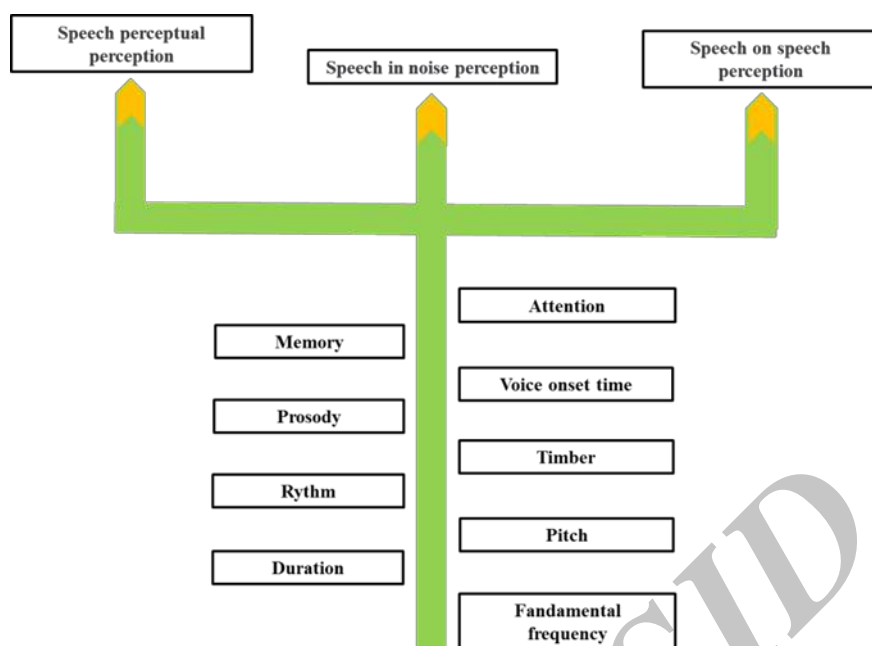 Speech perceptual
perception
Speech in noise perception
Speech on speech
perception
Attention
Memory
Voice onset time
Prosody
Timber
Rythm
Pitch
Duration
Fandamental
frequency
SID